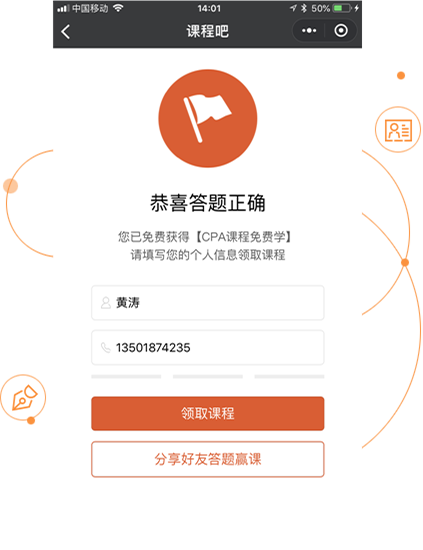 中国移动 14:01 50%
课程吧
恭喜答题正确
您已免费获得【CPA课程免费学】
请填写您的个人信息领取课程
黄涛
13501874235
领取课程
分享好友答题赢课